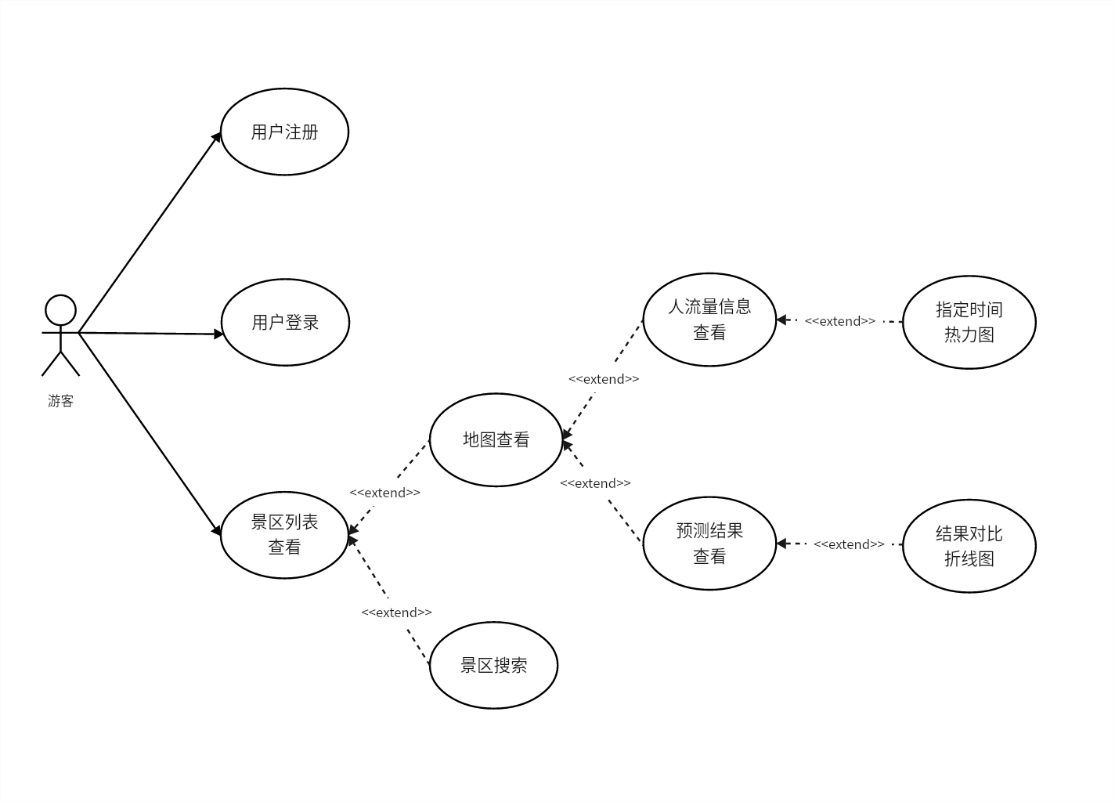 用户注册
用户登录
游客
人流量信息
查看
<<extend>>
指定时间
热力图
<<extend>>
地图查看
<<extend>>
<<extend>>
景区列表
查看
预测结果
查看
<<extend>>
结果对比
折线图
<<extend>>
景区搜索